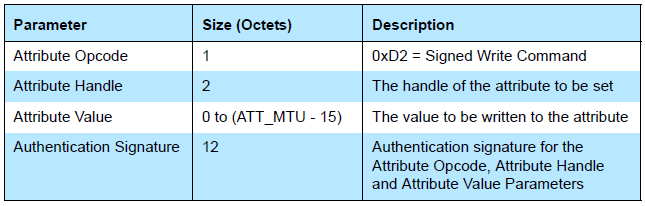 Parameter Size (Octets) Description
Attribute Opcode 1 0xD2 = Signed Write Command
Attribute Handle 2 The handle of the attribute to be set
Attribute Value 0 to (ATT_MTU - 15) The value to be written to the attribute
Authentication Signature 12 Authentication signature for the
Attribute Opcode, Attribute Handle
and Attribute Value Parameters